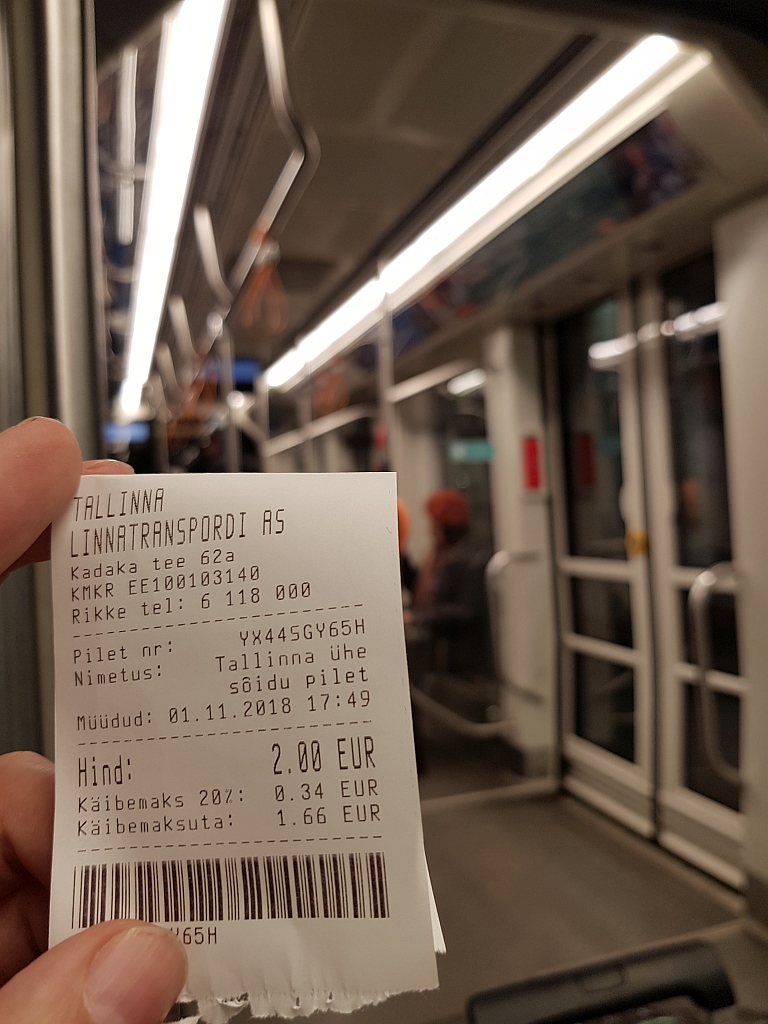 TALLINNA
LINNATRANSPORDI AS
Kadaka tee 62a
KMKR EE100103140
Rikke tel: 6 118 000
Pilet nr: YX44SGY65H
Nimetus: Tallinna ühe
sõidu pilet
Müüdud: 01.11.2018 17:49
Hind: 2.00 EUR
Käibemaks 20%: 0.34 EUR
Käibemaksuta: 1.66 EUR
Y65H